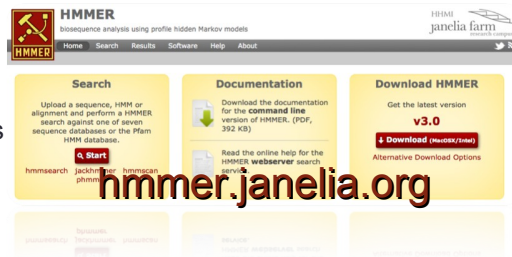 HMMER
biosequence analysis using profile hidden Markov models
HHMI
janelia farm
research campus
HMMER
Home Search Results Software Help About
Search
Upload a sequence, HMM or
alignment and perform a HMMER
search against one of seven
sequence databases or the Pfam
HMM database.
Start
hmmsearch jackhmmer hmmscan
phmmer
Documentation
Download the documentation
for the command line
version of HMMER. (PDF,
392 KB)
Read the online help for the
HMMER webserver search
service.
Download HMMER
Get the latest version
v3.0
Download (MacOSX/Intel)
Alternative Download Options
hmmer.janelia.org
s